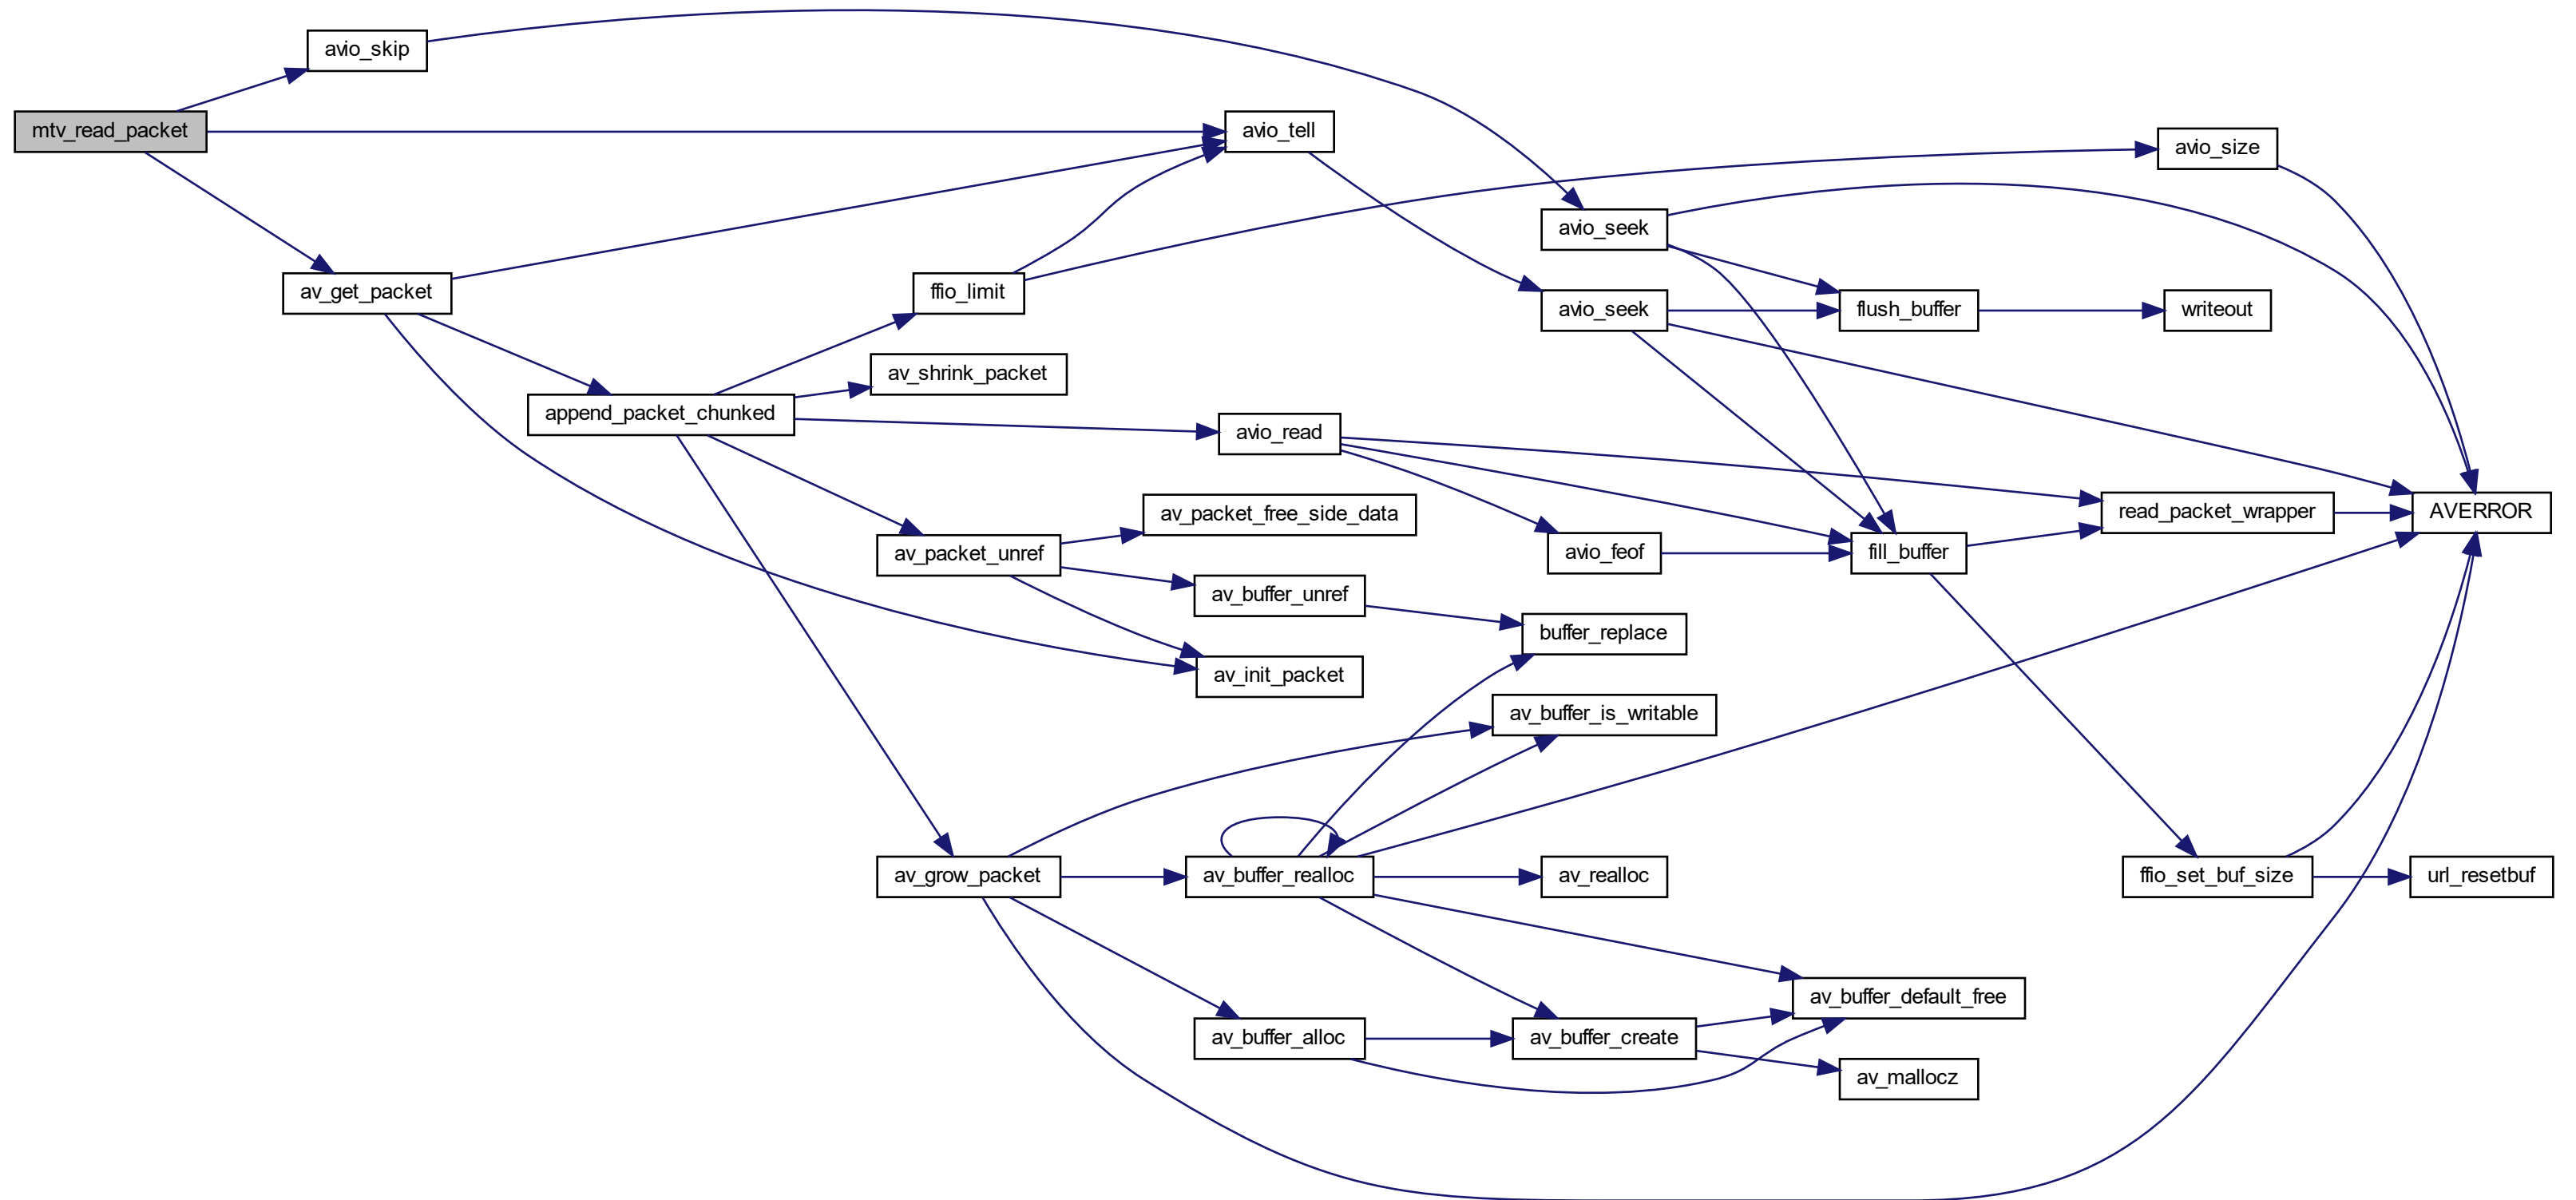 avio_skip
mtv_read_packet
avio_tell
avio_size
avio_seek
av_get_packet
ffio_limit
avio_seek
flush_buffer
writeout
av_shrink_packet
append_packet_chunked
avio_read
av_packet_free_side_data
read_packet_wrapper
AVERROR
av_packet_unref
avio_feof
fill_buffer
av_buffer_unref
buffer_replace
av_init_packet
av_buffer_is_writable
av_grow_packet
av_buffer_realloc
av_realloc
ffio_set_buf_size
url_resetbuf
av_buffer_default_free
av_buffer_alloc
av_buffer_create
av_mallocz